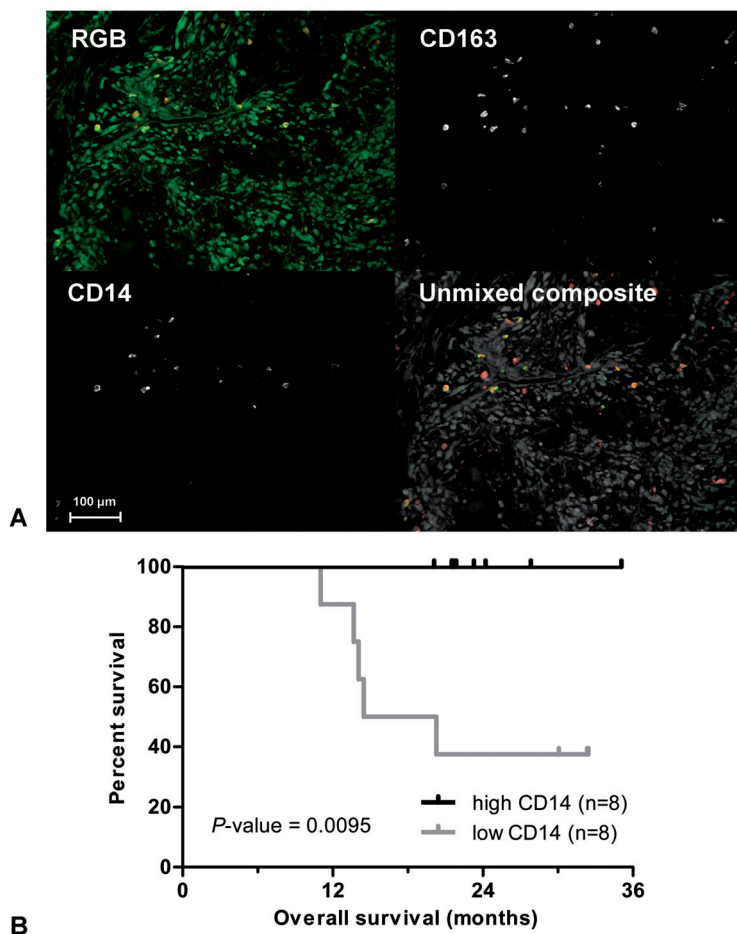 RGB
CD163
CD14
Unmixed composite
100 µm
A
100
80
60
40
20
0
Percent survival
high CD14 (n=8)
low CD14 (n=8)
P-value = 0.0095
0
12
24
36
Overall survival (months)
B